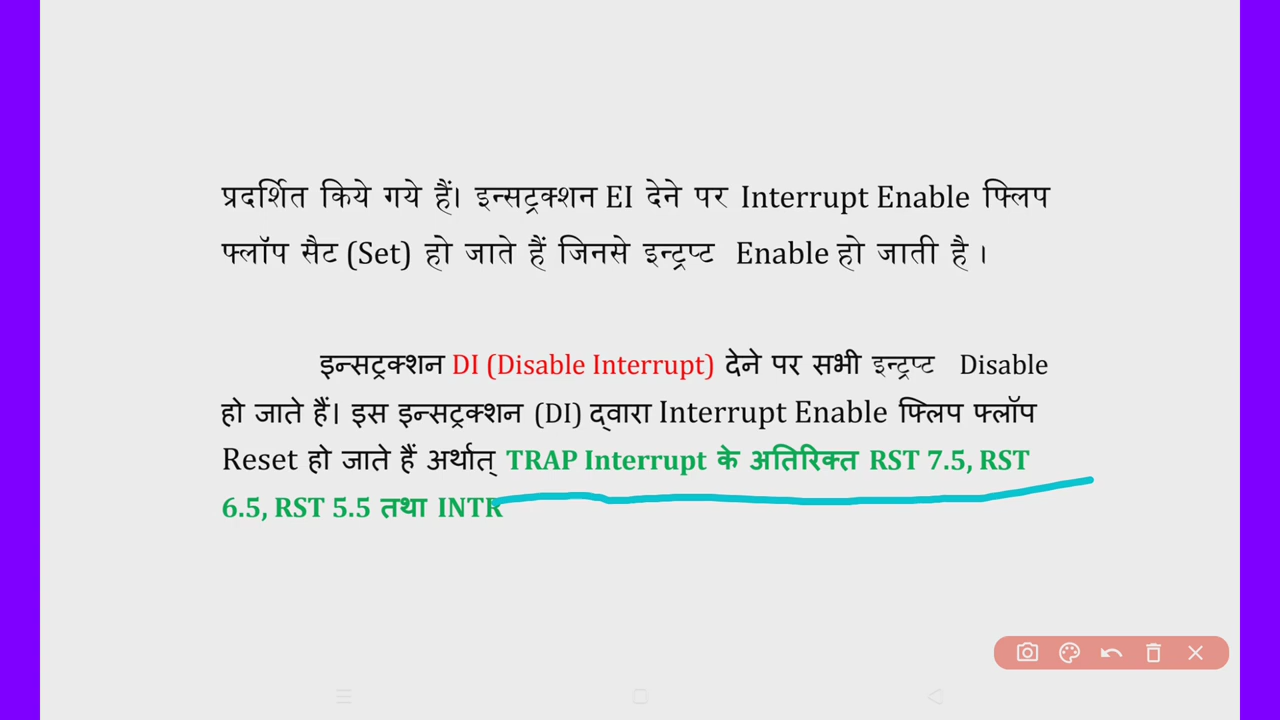 प्रदर्शित किये गये हैं। इन्सट्रक्शन EI देने पर Interrupt Enable फ्लिप
फ्लॉप सैट (Set) हो जाते हैं जिनसे इन्ट्रप्ट Enable हो जाती है ।
इन्सट्रक्शन DI (Disable Interrupt) देने पर सभी इन्ट्रप्ट Disable
हो जाते हैं। इस इन्सट्रक्शन (DI) द्वारा Interrupt Enable फ्लिप फ्लॉप
Reset हो जाते हैं अर्थात् TRAP Interrupt के अतिरिक्त RST 7.5, RST
6.5, RST 5.5 तथा INTR